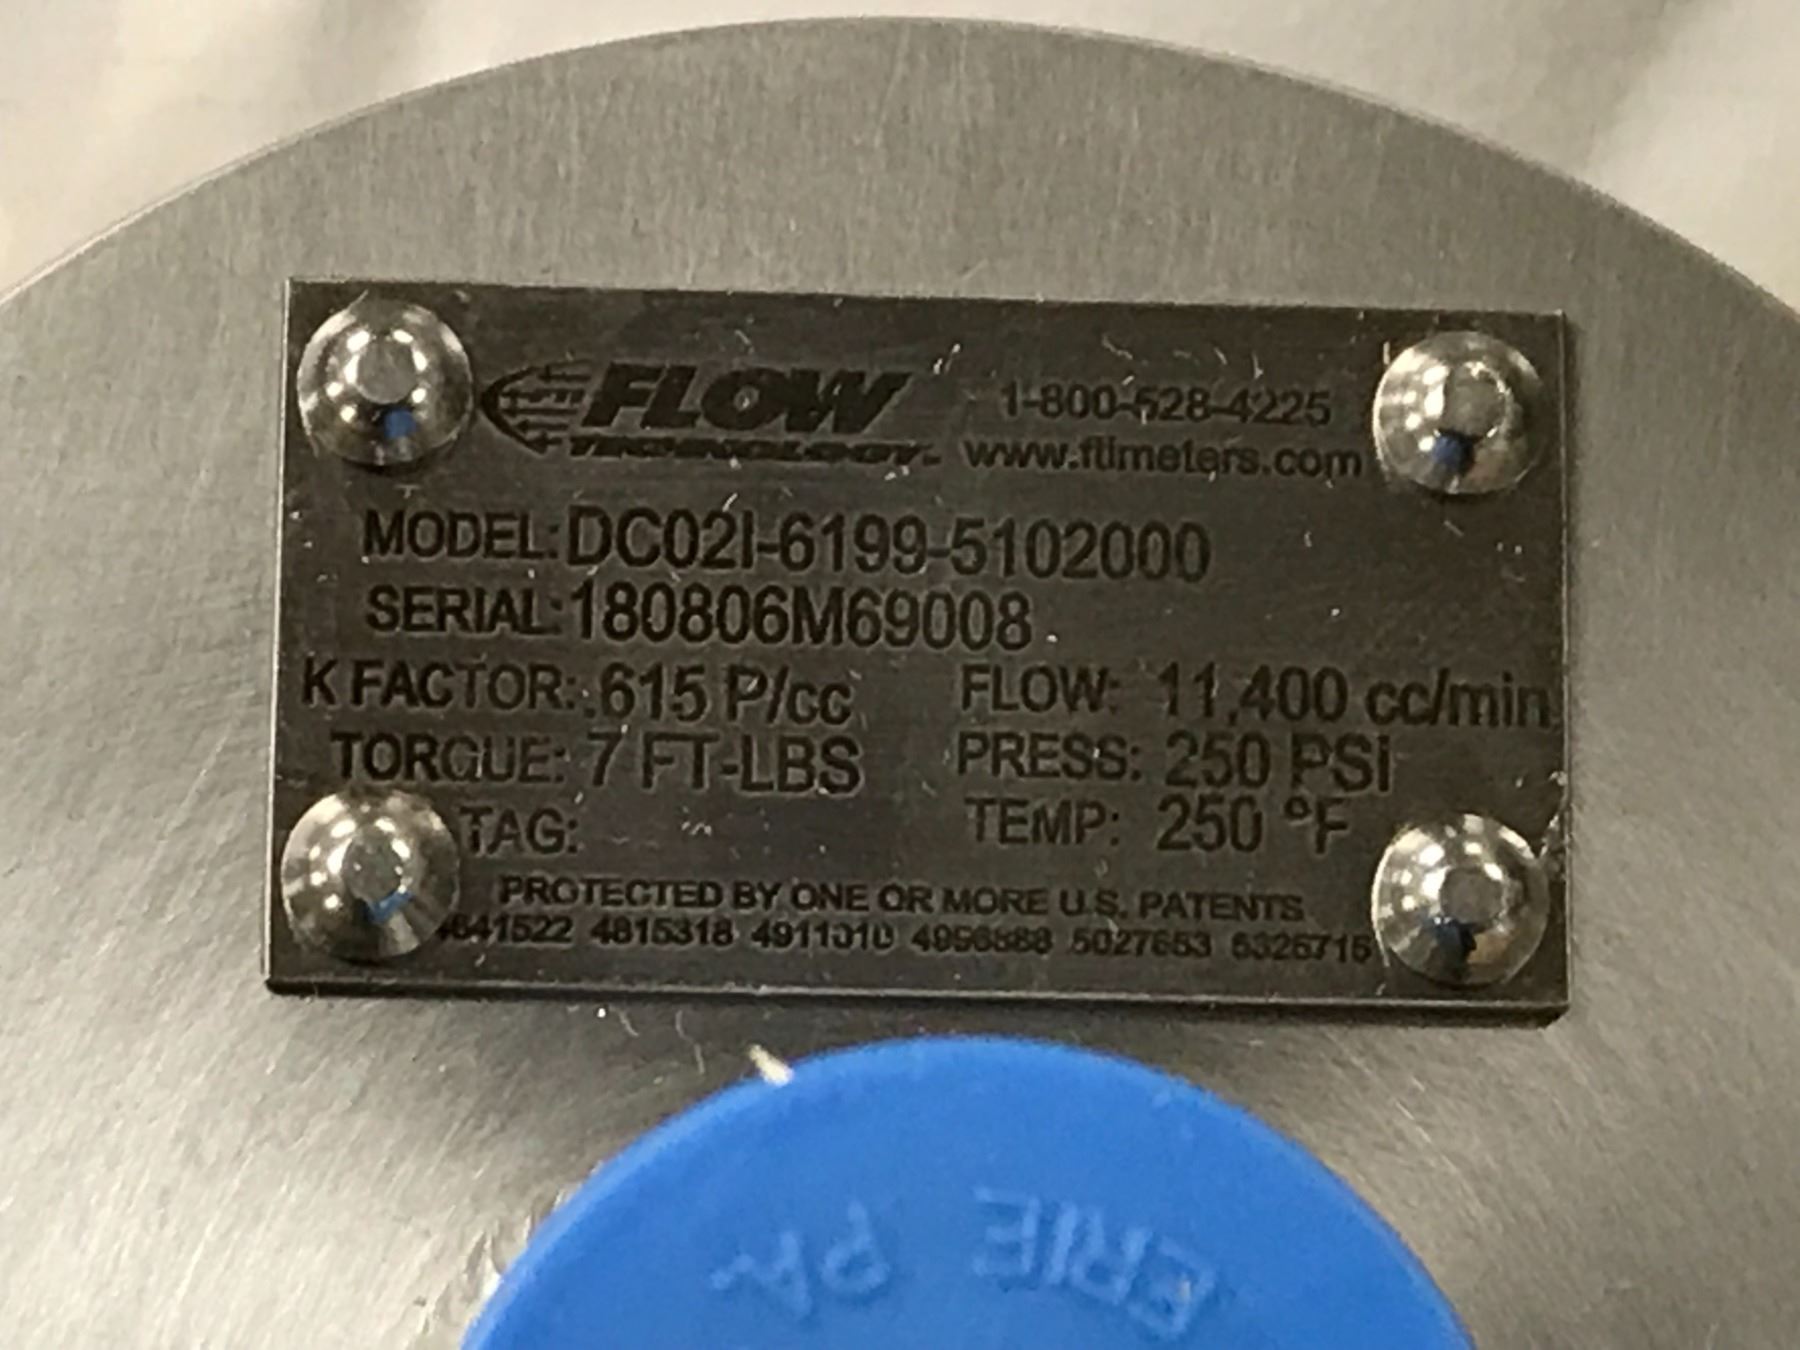 FTI FLOW 1-800-528-4225
TECHNOLOGY. www.ftimeters.com
MODEL: DC02I-6199-5102000
SERIAL: 180806M69008
K FACTOR: .615 P/cc FLOW: 11,400 cc/min
TORQUE: 7 FT-LBS PRESS: 250 PSI
TAG: TEMP: 250 °F
PROTECTED BY ONE OR MORE U.S. PATENTS
4815318 5027653
ERIE PA